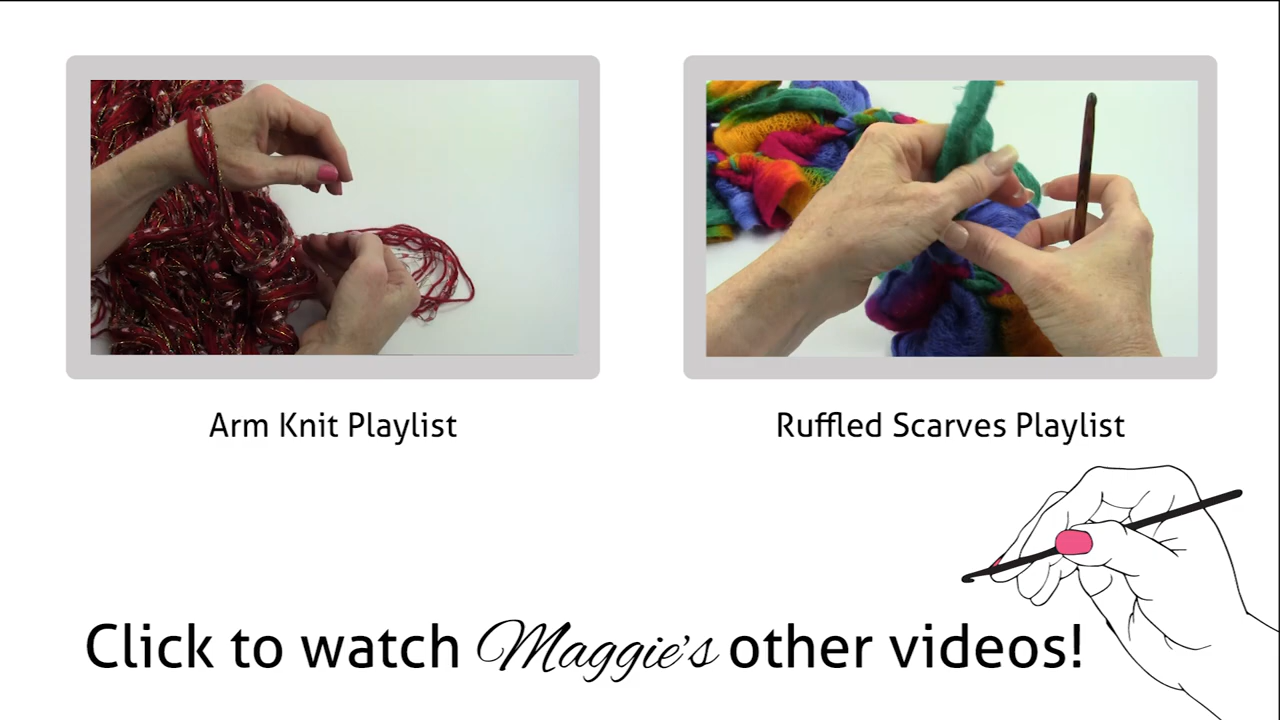 Arm Knit Playlist
Ruffled Scarves Playlist
Click to watch Maggie's other videos!